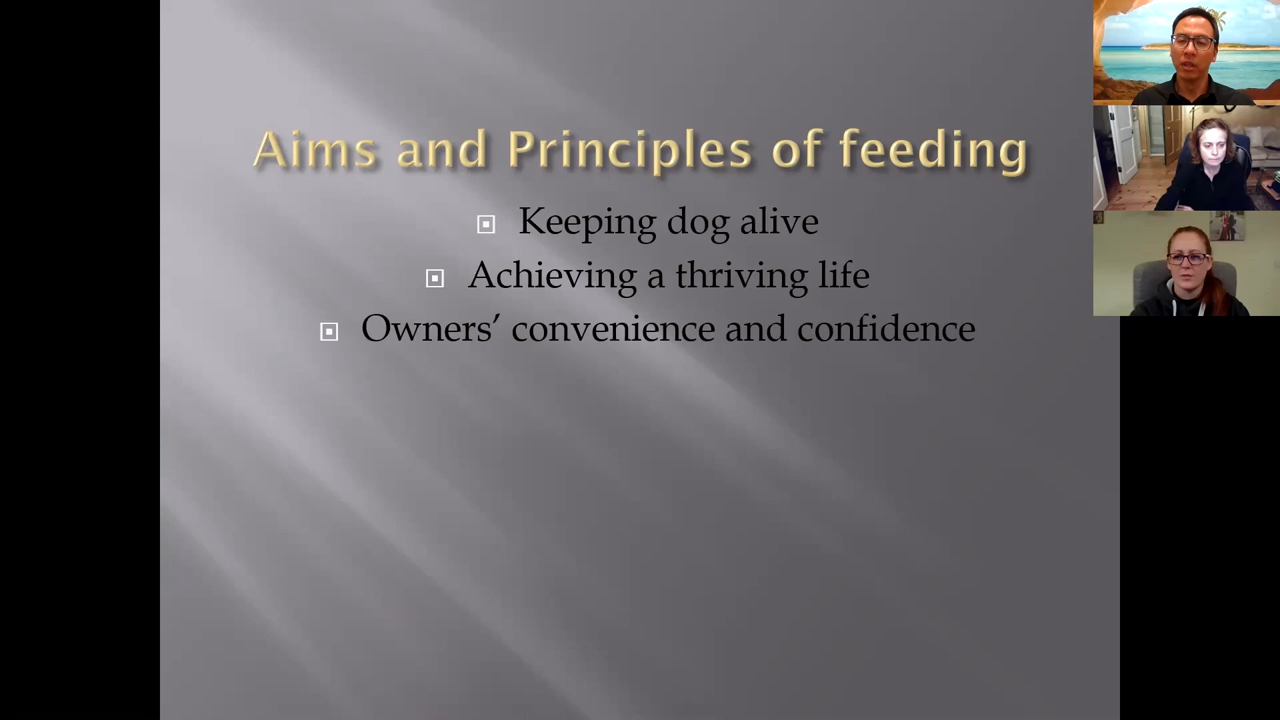 Aims and Principles of feeding
Keeping dog alive
Achieving a thriving life
Owners’ convenience and confidence